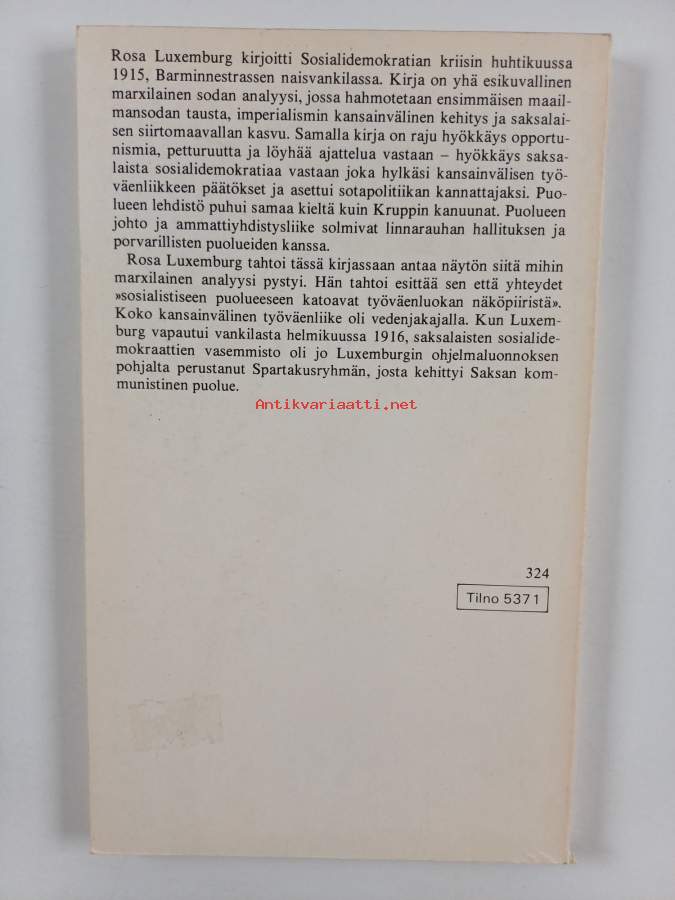 Rosa Luxemburg kirjoitti Sosialidemokratian kriisin huhtikuussa
1915, Barminnestrassen naisvankilassa. Kirja on yhä esikuvallinen
marxilainen sodan analyysi, jossa hahmotetaan ensimmäisen maail-
mansodan tausta, imperialismin kansainvälinen kehitys ja saksalai-
sen siirtomaavallan kasvu. Samalla kirja on raju hyökkäys opportu-
nismia, petturuutta ja löyhää ajattelua vastaan – hyökkäys saksa-
laista sosialidemokratiaa vastaan joka hylkäsi kansainvälisen työ-
väenliikkeen päätökset ja asettui sotapolitiikan kannattajaksi. Puo-
lueen lehdistö puhui samaa kieltä kuin Kruppin kanuunat. Puolueen
johto ja ammattiyhdistysliike solmivat linnarauhan hallituksen ja
porvarillisten puolueiden kanssa.
Rosa Luxemburg tahtoi tässä kirjassaan antaa näytön siitä mihin
marxilainen analyysi pystyi. Hän tahtoi esittää sen että yhteydet
»sosialistiseen puolueeseen katoavat työväenluokan näköpiiristä».
Koko kansainvälinen työväenliike oli vedenjakajalla. Kun Luxem-
burg vapautui vankilasta helmikuussa 1916, saksalaisten sosialide-
mokraattien vasemmisto oli jo Luxemburgin ohjelmaluonnoksen
pohjalta perustanut Spartakusryhmän, josta kehittyi Saksan kom-
munistinen puolue.
Antikvariaatti.net
324
Tilno 5371